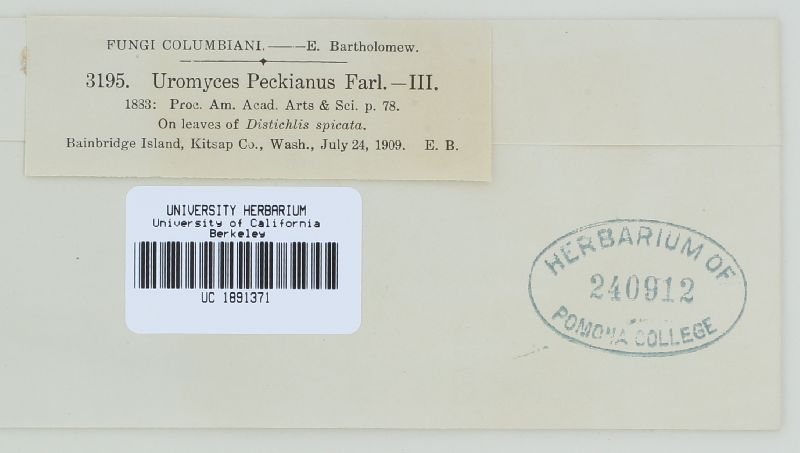 FUNGI COLUMBIANI.——E. Bartholomew.
3195. Uromyces Peckianus Farl.—III.
1883: Proc. Am. Acad. Arts & Sci. p. 78.
On leaves of Distichlis spicata.
Bainbridge Island, Kitsap Co., Wash., July 24, 1909. E. B.
UNIVERSITY HERBARIUM
University of California
Berkeley
UC 1891371
HERBARIUM OF
240912
POMONA COLLEGE